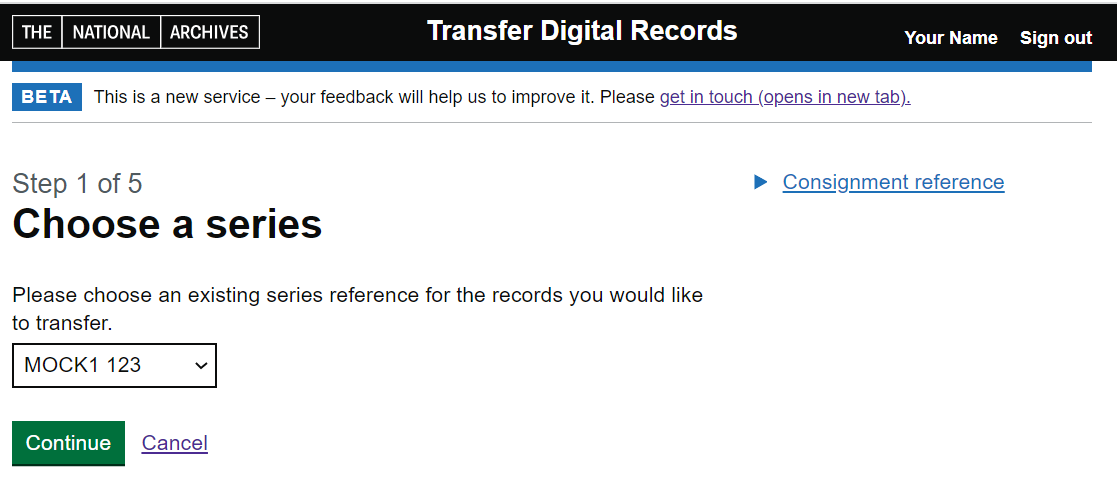 THE NATIONAL ARCHIVES
Transfer Digital Records
Your Name Sign out
BETA This is a new service – your feedback will help us to improve it. Please get in touch (opens in new tab).
Step 1 of 5
Consignment reference
Choose a series
Please choose an existing series reference for the records you would like
to transfer.
MOCK1 123
Continue Cancel